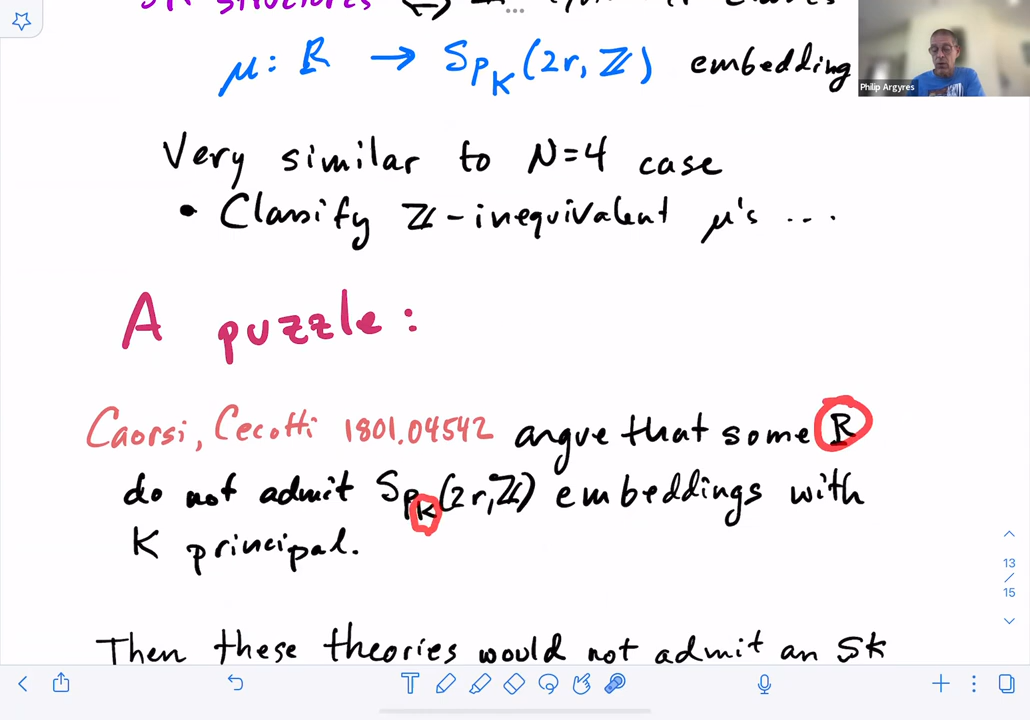 SK structures ↔
μ: R → Sp_K(2r, ℤ) embedding
Philip Argyres
Very similar to N=4 case
• Classify ℤ-inequivalent μ's ...
A puzzle:
Caorsi, Cecotti 1801.04542 argue that some R
do not admit Sp_K(2r, ℤ) embeddings with
K principal.
13
/
15
Then these theories would not admit an SK
T